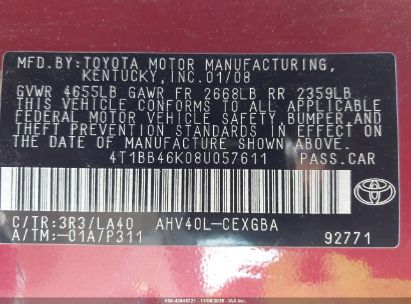 MFD.BY:TOYOTA MOTOR MANUFACTURING,
KENTUCKY,INC.01/08
GVWR 4655LB GAWR FR 2668LB RR 2359LB
THIS VEHICLE CONFORMS TO ALL APPLICABLE
FEDERAL MOTOR VEHICLE SAFETY, BUMPER,AND
THEFT PREVENTION STANDARDS IN EFFECT ON
THE DATE OF MANUFACTURE SHOWN ABOVE.
4T1BB46K08U057611 PASS.CAR
C/TR:3R3/LA40 AHV40L-CEXGBA
A/TM:-01A/P311 92771
TOYOTA